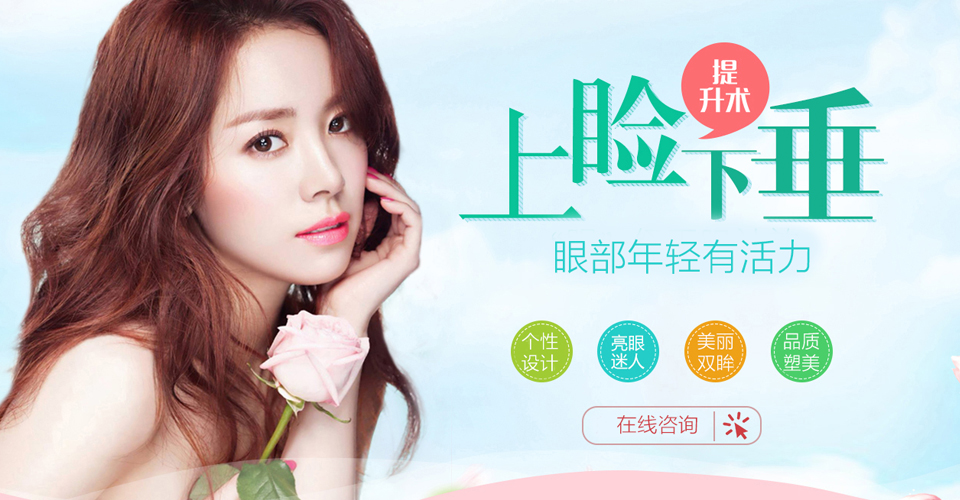 提
升术
上睑下垂
眼部年轻有活力
个性
设计
亮眼
迷人
美丽
双眸
品质
塑美
在线咨询